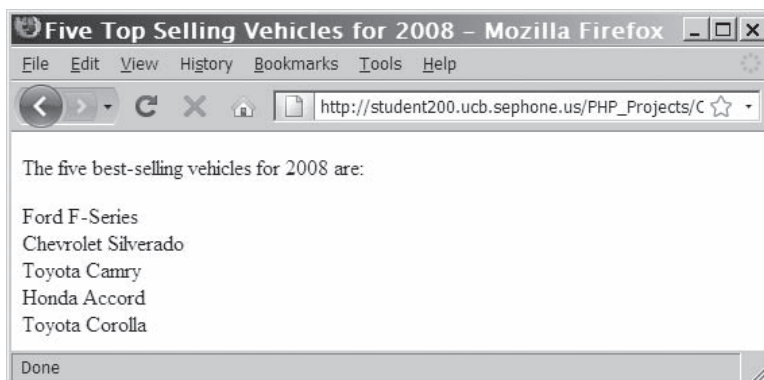 Five Top Selling Vehicles for 2008 – Mozilla Firefox
File Edit View History Bookmarks Tools Help
http://student200.ucb.sephone.us/PHP_Projects/C
The five best-selling vehicles for 2008 are:
Ford F-Series
Chevrolet Silverado
Toyota Camry
Honda Accord
Toyota Corolla
Done